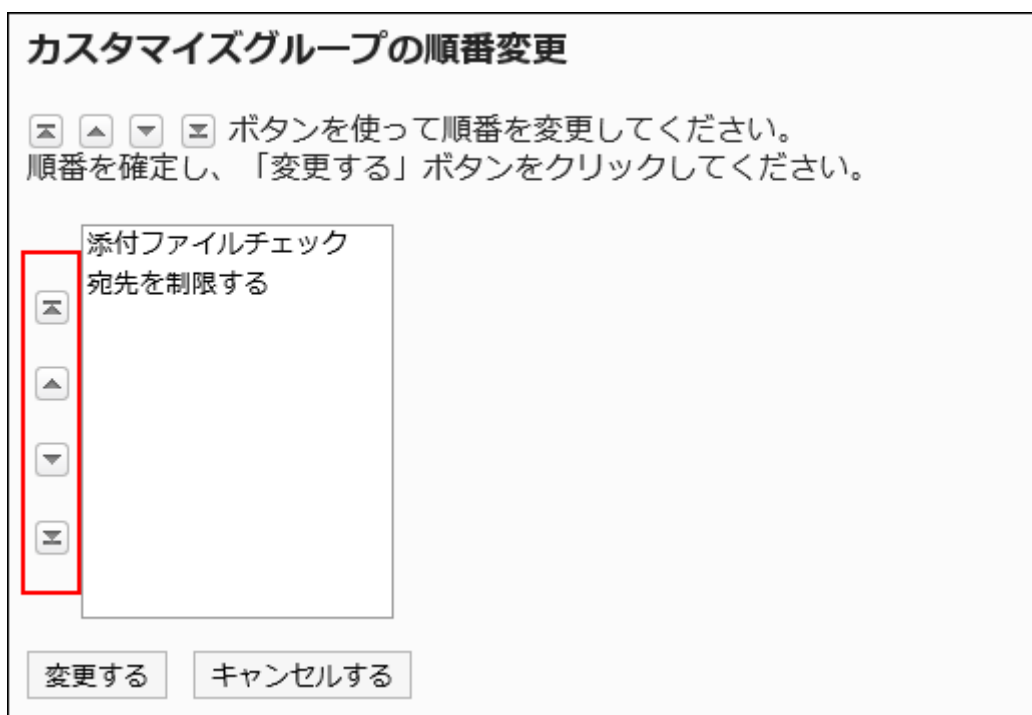 カスタマイズグループの順番変更
ボタンを使って順番を変更してください。
順番を確定し、「変更する」ボタンをクリックしてください。
添付ファイルチェック
宛先を制限する
変更する
キャンセルする